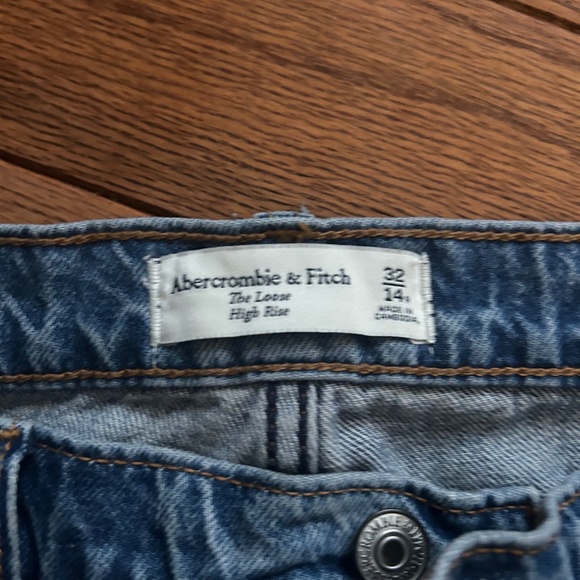 Abercrombie & Fitch
The Loose
High Rise
32
14S
MADE IN
CAMBODIA